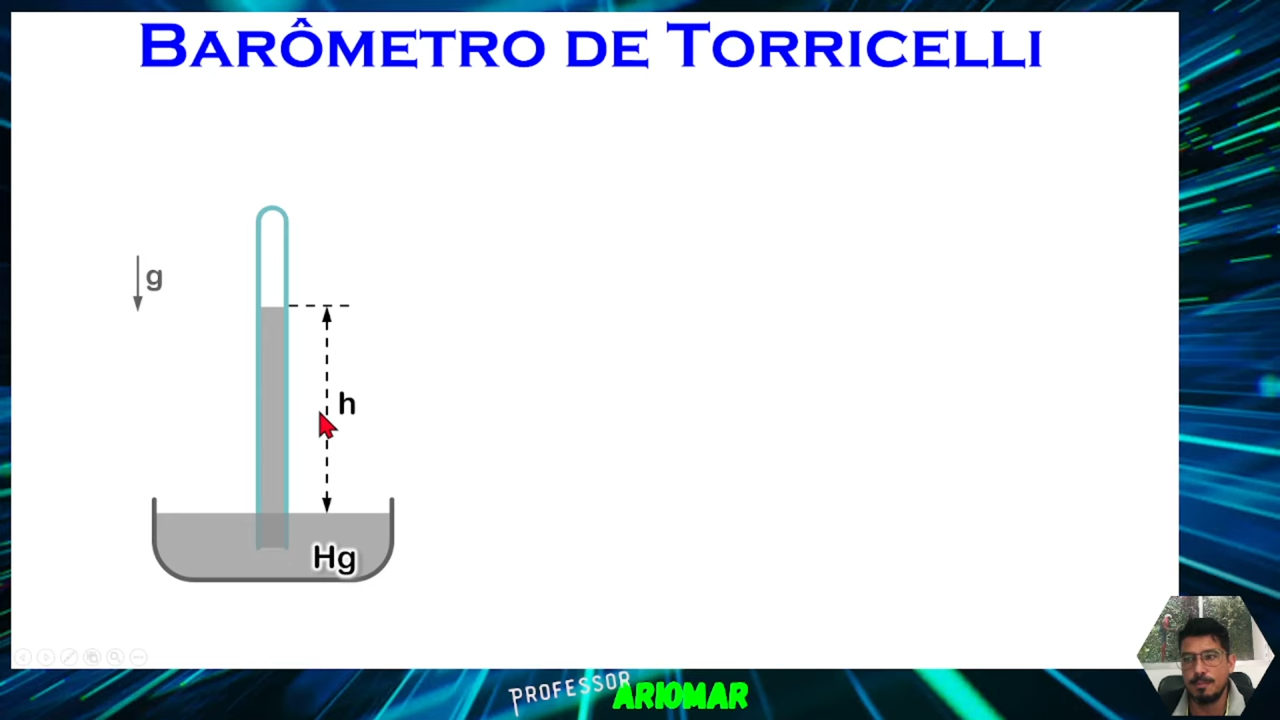 BARÔMETRO DE TORRICELLI
g
h
Hg
PROFESSOR ARIOMAR